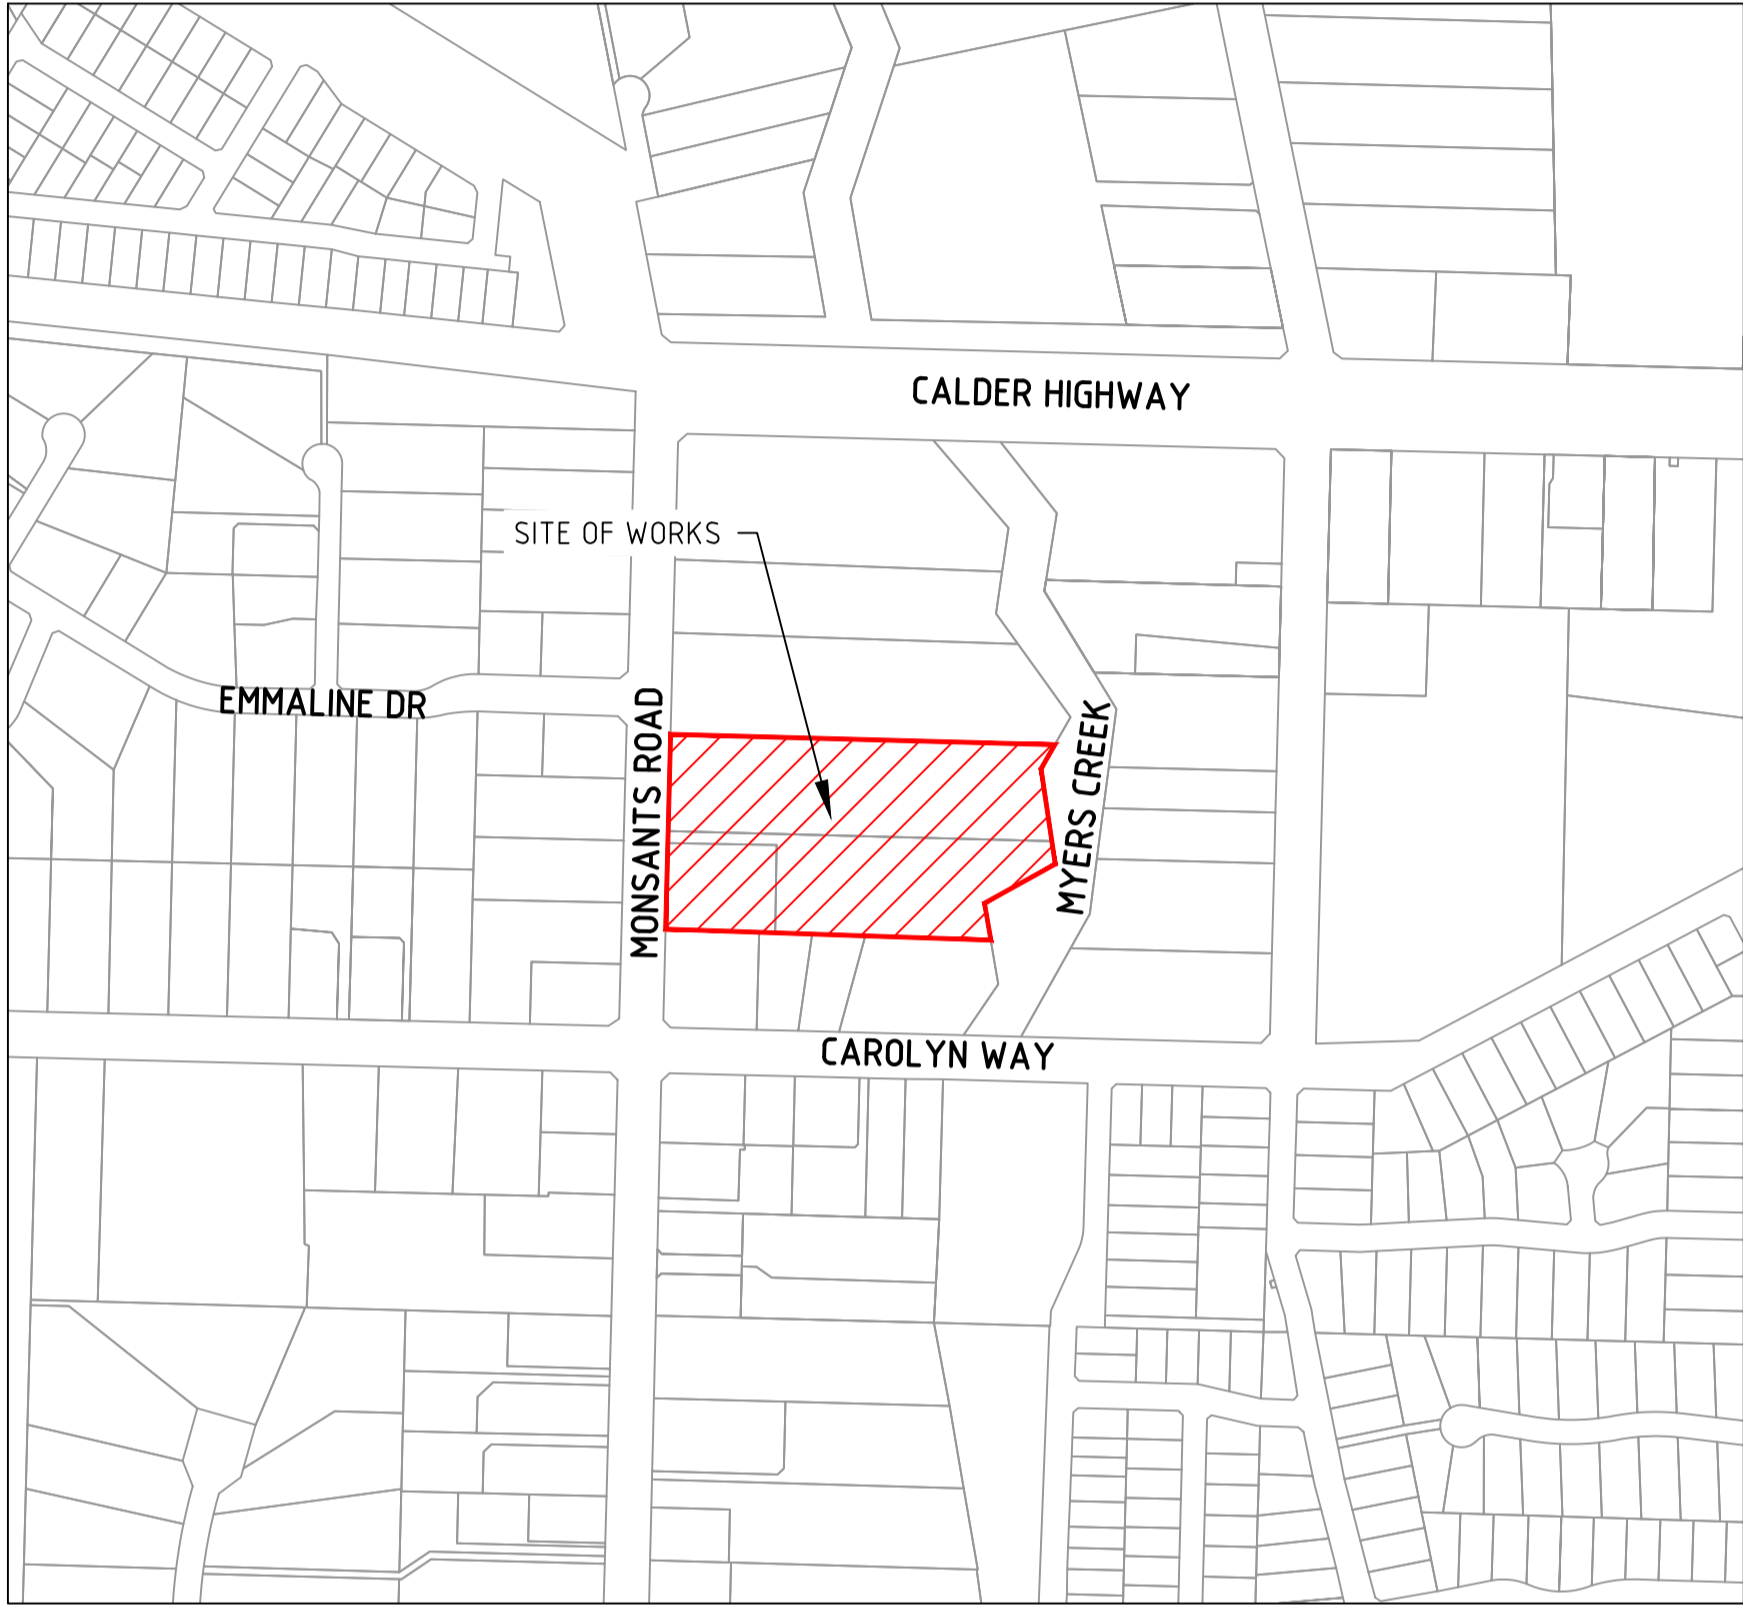 CALDER HIGHWAY
SITE OF WORKS
EMMALINE DR
MONSANTS ROAD
MYERS CREEK
CAROLYN WAY